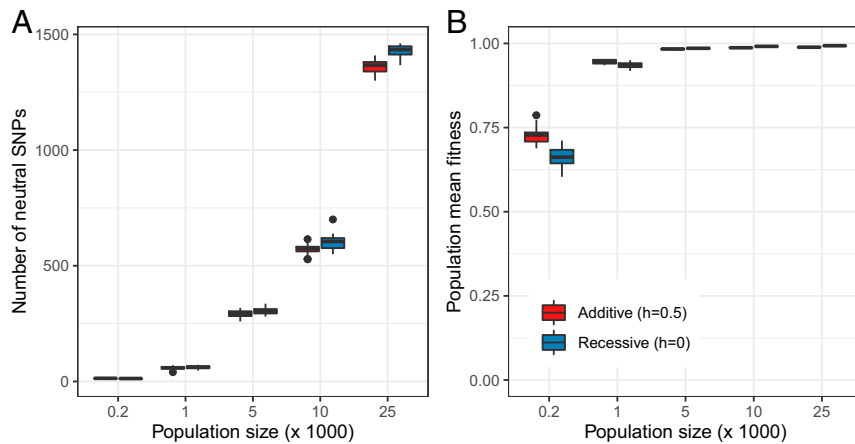 A
Number of neutral SNPs
1500
1000
500
0
0.2 1 5 10 25
Population size (x 1000)
B
Population mean fitness
1.00
0.75
0.50
0.25
0.00
Additive (h=0.5)
Recessive (h=0)
0.2 1 5 10 25
Population size (x 1000)